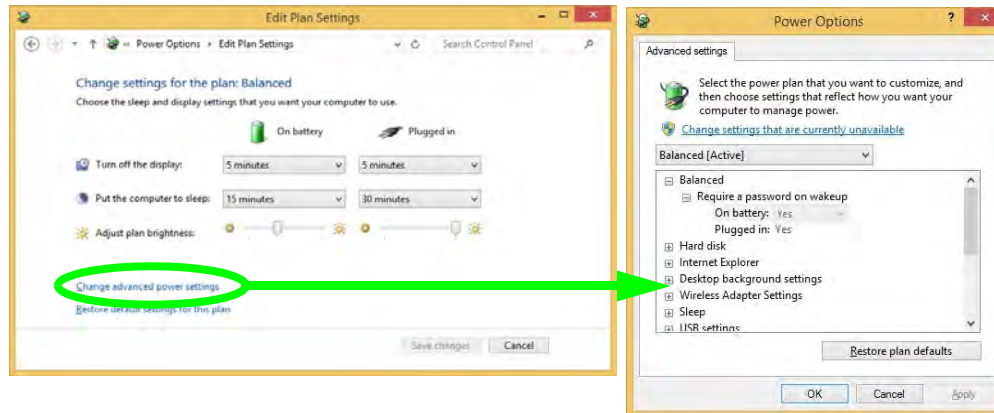 Edit Plan Settings
« Power Options ▸ Edit Plan Settings
Search Control Panel
Change settings for the plan: Balanced
Choose the sleep and display settings that you want your computer to use.
On battery
Plugged in
Turn off the display:
5 minutes
5 minutes
Put the computer to sleep:
15 minutes
30 minutes
Adjust plan brightness:
Change advanced power settings
Restore default settings for this plan
Save changes
Cancel
Power Options
?
Advanced settings
Select the power plan that you want to customize, and
then choose settings that reflect how you want your
computer to manage power.
Change settings that are currently unavailable
Balanced [Active]
Balanced
Require a password on wakeup
On battery: Yes
Plugged in: Yes
Hard disk
Internet Explorer
Desktop background settings
Wireless Adapter Settings
Sleep
USB settings
Restore plan defaults
OK
Cancel
Apply